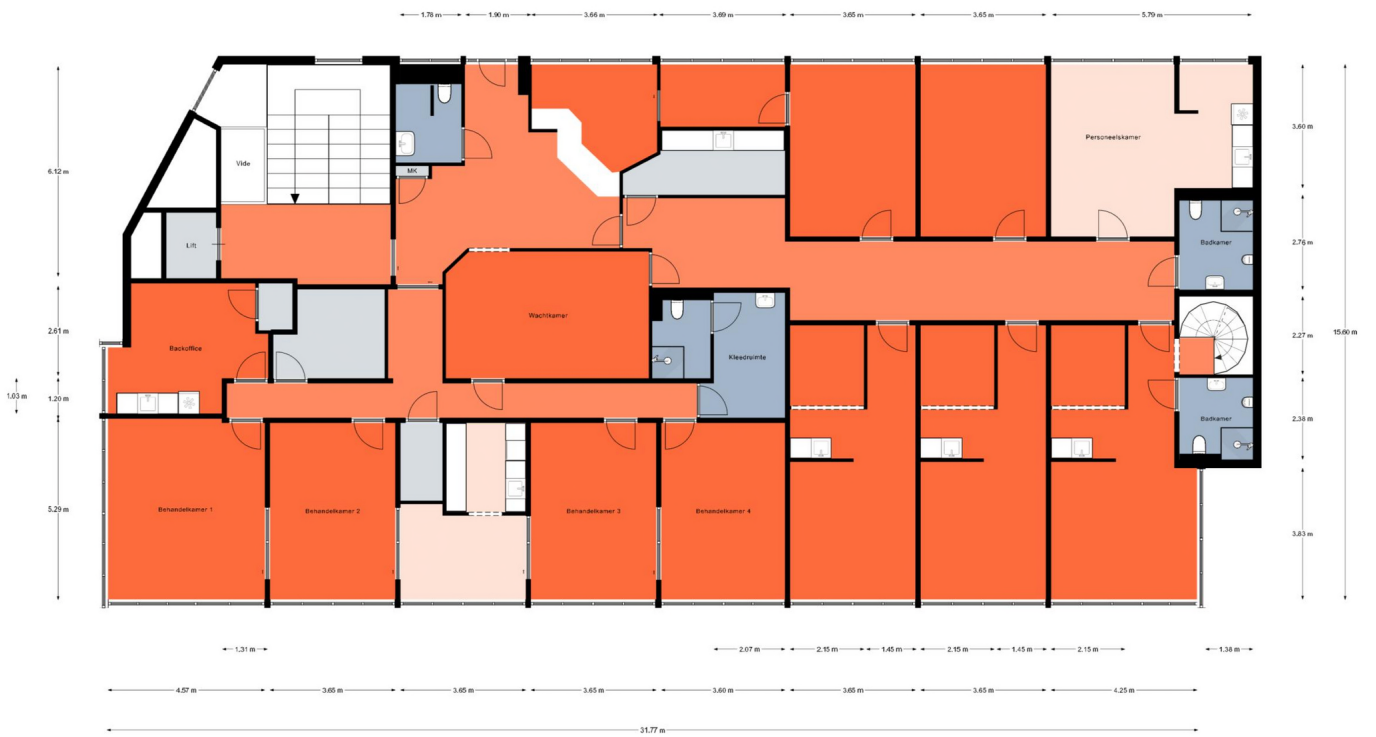 1.78 m
1.90 m
3.66 m
3.69 m
3.65 m
3.65 m
5.79 m
Personeelskamer
3.60 m
Vide
MK
6.12 m
15.60 m
Lift
Badkamer
2.76 m
Wachtkamer
Kleedruimte
Backoffice
2.61 m
2.27 m
1.03 m
1.20 m
Badkamer
2.38 m
Behandelkamer 1
Behandelkamer 2
Behandelkamer 3
Behandelkamer 4
5.29 m
3.83 m
1.31 m
2.07 m
2.15 m
1.45 m
2.15 m
1.45 m
2.15 m
1.38 m
4.57 m
3.65 m
3.65 m
3.65 m
3.60 m
3.65 m
3.65 m
4.25 m
31.77 m